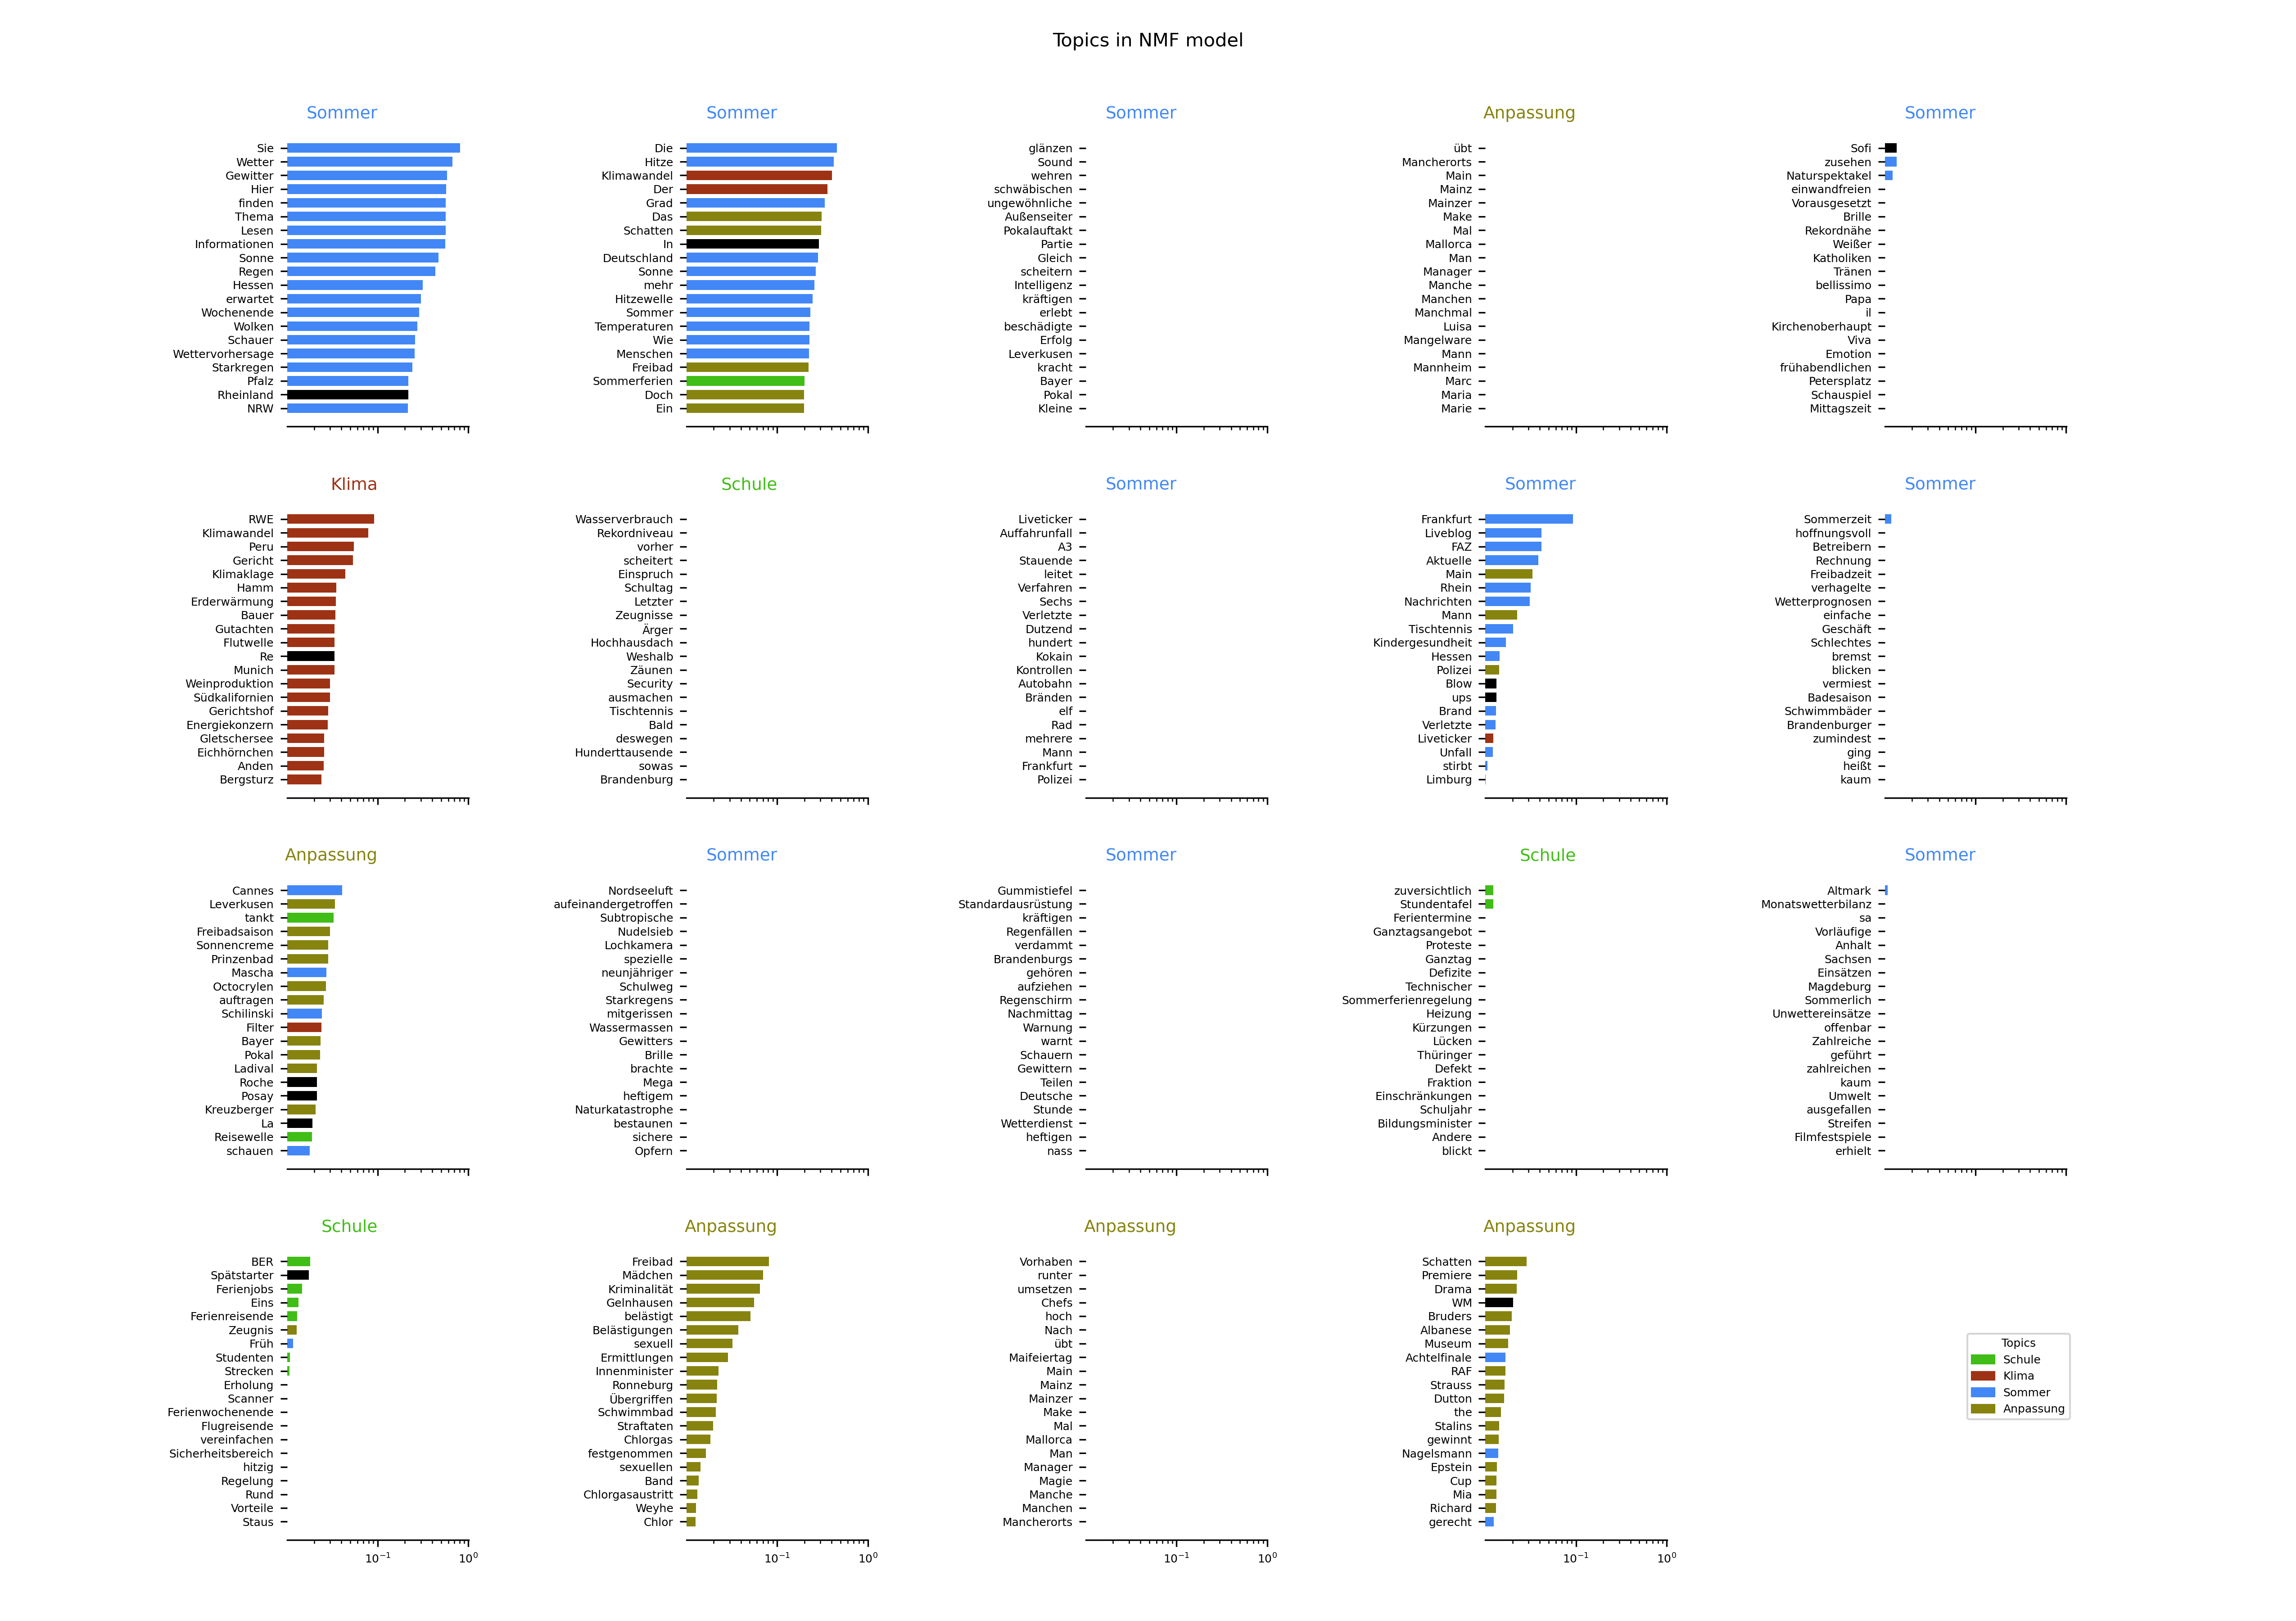 Topics in NMF model
Sommer
Sie
Wetter
Gewitter
Hier
finden
Thema
Lesen
Informationen
Sonne
Regen
Hessen
erwartet
Wochenende
Wolken
Schauer
Wettervorhersage
Starkregen
Pfalz
Rheinland
NRW
Sommer
Die
Hitze
Klimawandel
Der
Grad
Das
Schatten
In
Deutschland
Sonne
mehr
Hitzewelle
Sommer
Temperaturen
Wie
Menschen
Freibad
Sommerferien
Doch
Ein
Sommer
glänzen
Sound
wehren
schwäbischen
ungewöhnliche
Außenseiter
Pokalauftakt
Partie
Gleich
scheitern
Intelligenz
kräftigen
erlebt
beschädigte
Erfolg
Leverkusen
kracht
Bayer
Pokal
Kleine
Anpassung
übt
Mancherorts
Main
Mainz
Mainzer
Make
Mal
Mallorca
Man
Manager
Manche
Manchen
Manchmal
Luisa
Mangelware
Mann
Mannheim
Marc
Maria
Marie
Sommer
Sofi
zusehen
Naturspektakel
einwandfreien
Vorausgesetzt
Brille
Rekordnähe
Weißer
Katholiken
Tränen
bellissimo
Papa
il
Kirchenoberhaupt
Viva
Emotion
frühabendlichen
Petersplatz
Schauspiel
Mittagszeit
Klima
RWE
Klimawandel
Peru
Gericht
Klimaklage
Hamm
Erderwärmung
Bauer
Gutachten
Flutwelle
Re
Munich
Weinproduktion
Südkalifornien
Gerichtshof
Energiekonzern
Gletschersee
Eichhörnchen
Anden
Bergsturz
Schule
Wasserverbrauch
Rekordniveau
vorher
scheitert
Einspruch
Schultag
Letzter
Zeugnisse
Ärger
Hochhausdach
Weshalb
Zäunen
Security
ausmachen
Tischtennis
Bald
deswegen
Hunderttausende
sowas
Brandenburg
Sommer
Liveticker
Auffahrunfall
A3
Stauende
leitet
Verfahren
Sechs
Verletzte
Dutzend
hundert
Kokain
Kontrollen
Autobahn
Bränden
elf
Rad
mehrere
Mann
Frankfurt
Polizei
Sommer
Frankfurt
Liveblog
FAZ
Aktuelle
Main
Rhein
Nachrichten
Mann
Tischtennis
Kindergesundheit
Hessen
Polizei
Blow
ups
Brand
Verletzte
Liveticker
Unfall
stirbt
Limburg
Sommer
Sommerzeit
hoffnungsvoll
Betreibern
Rechnung
Freibadzeit
verhagelte
Wetterprognosen
einfache
Geschäft
Schlechtes
bremst
blicken
vermiest
Badesaison
Schwimmbäder
Brandenburger
zumindest
ging
heißt
kaum
Anpassung
Cannes
Leverkusen
tankt
Freibadsaison
Sonnencreme
Prinzenbad
Mascha
Octocrylen
auftragen
Schilinski
Filter
Bayer
Pokal
Ladival
Roche
Posay
Kreuzberger
La
Reisewelle
schauen
Sommer
Nordseeluft
aufeinandergetroffen
Subtropische
Nudelsieb
Lochkamera
spezielle
neunjähriger
Schulweg
Starkregens
mitgerissen
Wassermassen
Gewitters
Brille
brachte
Mega
heftigem
Naturkatastrophe
bestaunen
sichere
Opfern
Sommer
Gummistiefel
Standardausrüstung
kräftigen
Regenfällen
verdammt
Brandenburgs
gehören
aufziehen
Regenschirm
Nachmittag
Warnung
warnt
Schauern
Gewittern
Teilen
Deutsche
Stunde
Wetterdienst
heftigen
nass
Schule
zuversichtlich
Stundentafel
Ferientermine
Ganztagsangebot
Proteste
Ganztag
Defizite
Technischer
Sommerferienregelung
Heizung
Kürzungen
Lücken
Thüringer
Defekt
Fraktion
Einschränkungen
Schuljahr
Bildungsminister
Andere
blickt
Sommer
Altmark
Monatswetterbilanz
sa
Vorläufige
Anhalt
Sachsen
Einsätzen
Magdeburg
Sommerlich
Unwettereinsätze
offenbar
Zahlreiche
geführt
zahlreichen
kaum
Umwelt
ausgefallen
Streifen
Filmfestspiele
erhielt
Schule
BER
Spätstarter
Ferienjobs
Eins
Ferienreisende
Zeugnis
Früh
Studenten
Strecken
Erholung
Scanner
Ferienwochenende
Flugreisende
vereinfachen
Sicherheitsbereich
hitzig
Regelung
Rund
Vorteile
Staus
10⁻¹ 10⁰
Anpassung
Freibad
Mädchen
Kriminalität
Gelnhausen
belästigt
Belästigungen
sexuell
Ermittlungen
Innenminister
Ronneburg
Übergriffen
Schwimmbad
Straftaten
Chlorgas
festgenommen
sexuellen
Band
Chlorgasaustritt
Weyhe
Chlor
10⁻¹ 10⁰
Anpassung
Vorhaben
runter
umsetzen
Chefs
hoch
Nach
übt
Maifeiertag
Main
Mainz
Mainzer
Make
Mal
Mallorca
Man
Manager
Magie
Manche
Manchen
Mancherorts
10⁻¹ 10⁰
Anpassung
Schatten
Premiere
Drama
WM
Bruders
Albanese
Museum
Achtelfinale
RAF
Strauss
Dutton
the
Stalins
gewinnt
Nagelsmann
Epstein
Cup
Mia
Richard
gerecht
10⁻¹ 10⁰
Topics
Schule
Klima
Sommer
Anpassung